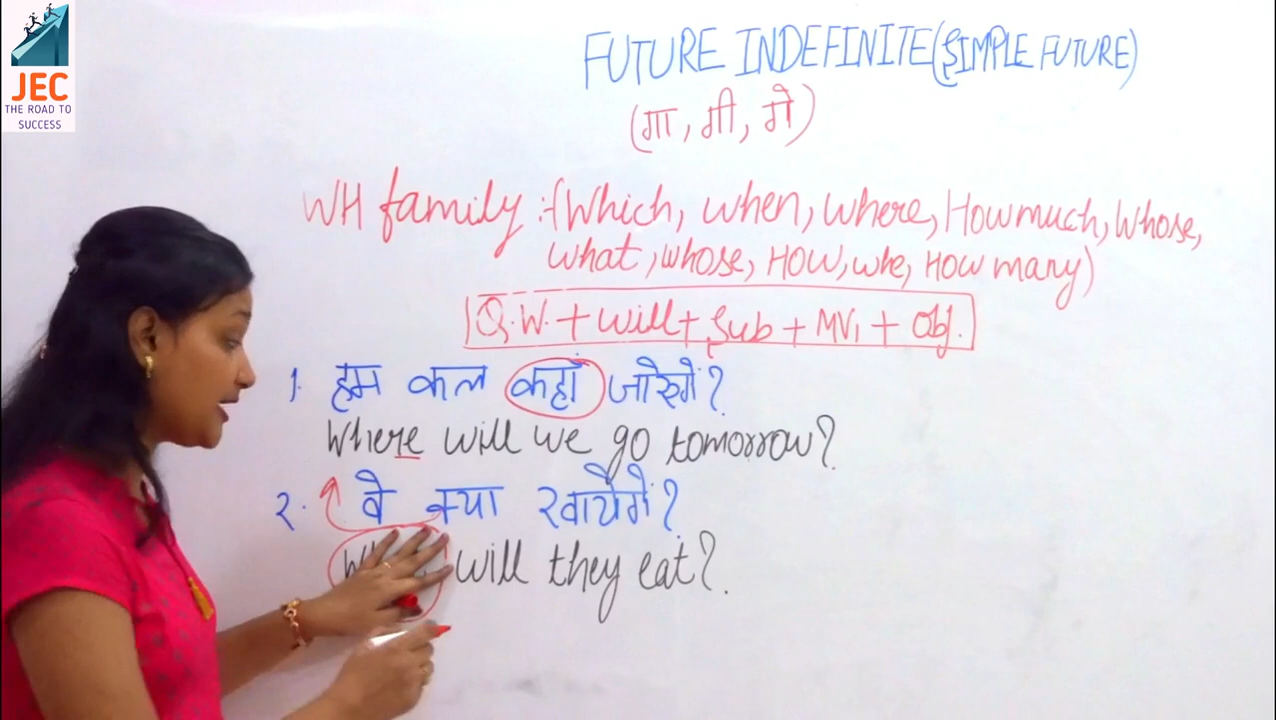 JEC
THE ROAD TO
SUCCESS
FUTURE INDEFINITE (SIMPLE FUTURE)
(गा, गी, गे)
WH family :- (Which, when, where, How much, Whose,
what, whose, HOW, who, HOW many)
Q.W. + will + Sub + MV1 + Obj.
1. हम कल कहाँ जाएगें?
Where will we go tomorrow?
2. वे क्या खायेगें?
will they eat?